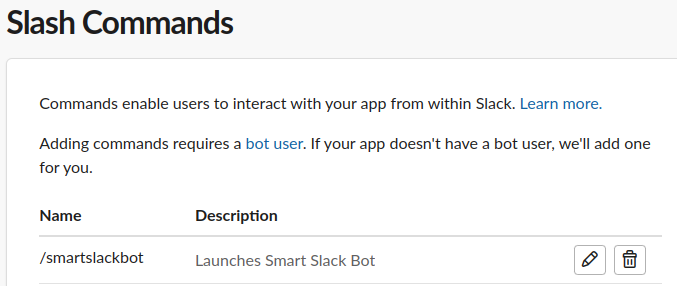 Slash Commands
Commands enable users to interact with your app from within Slack. Learn more.
Adding commands requires a bot user. If your app doesn't have a bot user, we'll add one
for you.
Name Description
/smartslackbot Launches Smart Slack Bot